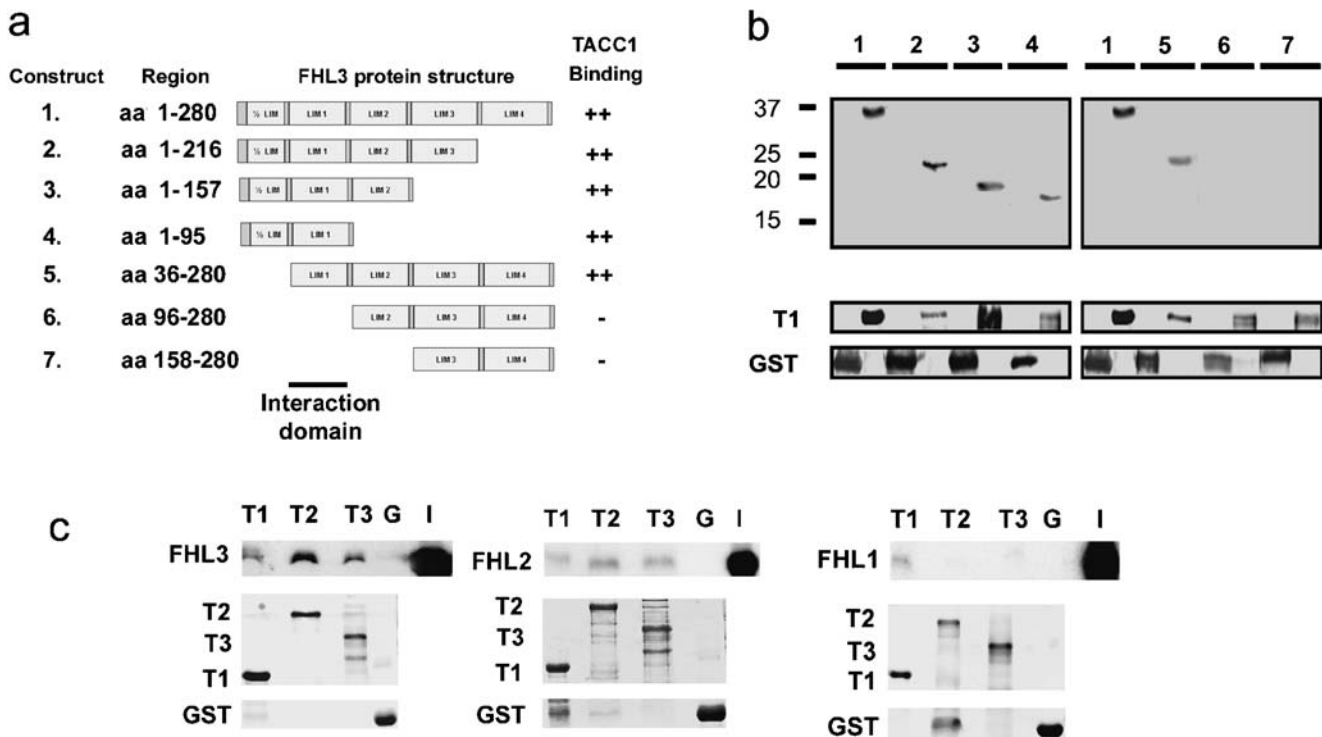 a
Construct Region FHL3 protein structure TACC1 Binding
1. aa 1-280 ½ LIM LIM 1 LIM 2 LIM 3 LIM 4 ++
2. aa 1-216 ½ LIM LIM 1 LIM 2 LIM 3 ++
3. aa 1-157 ½ LIM LIM 1 LIM 2 ++
4. aa 1-95 ½ LIM LIM 1 ++
5. aa 36-280 LIM 1 LIM 2 LIM 3 LIM 4 ++
6. aa 96-280 LIM 2 LIM 3 LIM 4 -
7. aa 158-280 LIM 3 LIM 4 -
Interaction
domain
b
1 2 3 4 1 5 6 7
37
25
20
15
T1
GST
c
T1 T2 T3 G I
FHL3
T2
T3
T1
GST
T1 T2 T3 G I
FHL2
T2
T3
T1
GST
T1 T2 T3 G I
FHL1
T2
T3
T1
GST